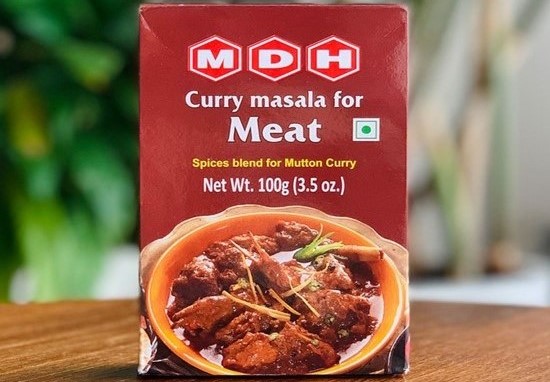 MDH
Curry masala for
Meat
Spices blend for Mutton Curry
Net Wt. 100g (3.5 oz.)